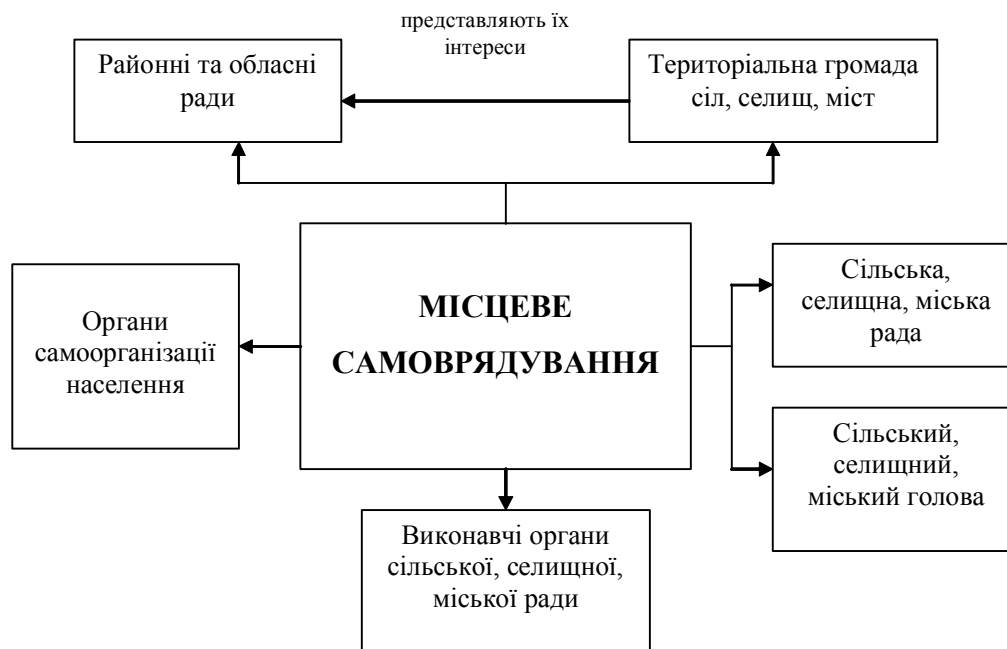 представляють їх
інтереси
Районні та обласні
ради
Територіальна громада
сіл, селищ, міст
МІСЦЕВЕ
САМОВРЯДУВАННЯ
Органи
самоорганізації
населення
Сільська,
селищна, міська
рада
Сільський,
селищний,
міський голова
Виконавчі органи
сільської, селищної,
міської ради